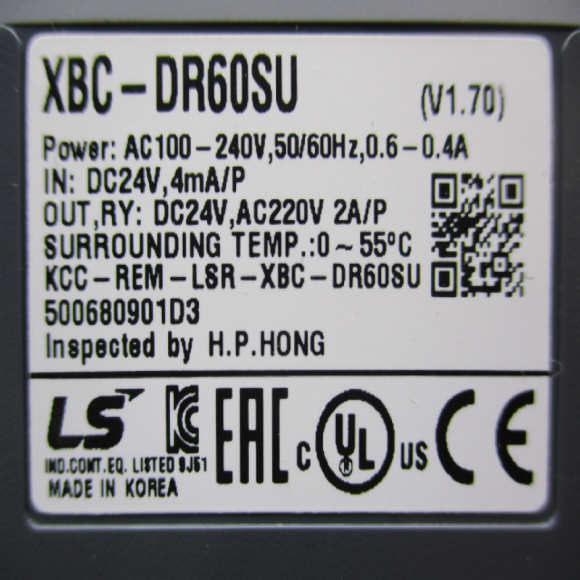 XBC-DR60SU (V1.70)
Power: AC100-240V,50/60Hz,0.6-0.4A
IN: DC24V,4mA/P
OUT,RY: DC24V,AC220V 2A/P
SURROUNDING TEMP.:0~55°C
KCC-REM-LSR-XBC-DR60SU
500680901D3
Inspected by H.P.HONG
LS KC EAC c UL US CE
IND.CONT.EQ. LISTED 9J51
MADE IN KOREA